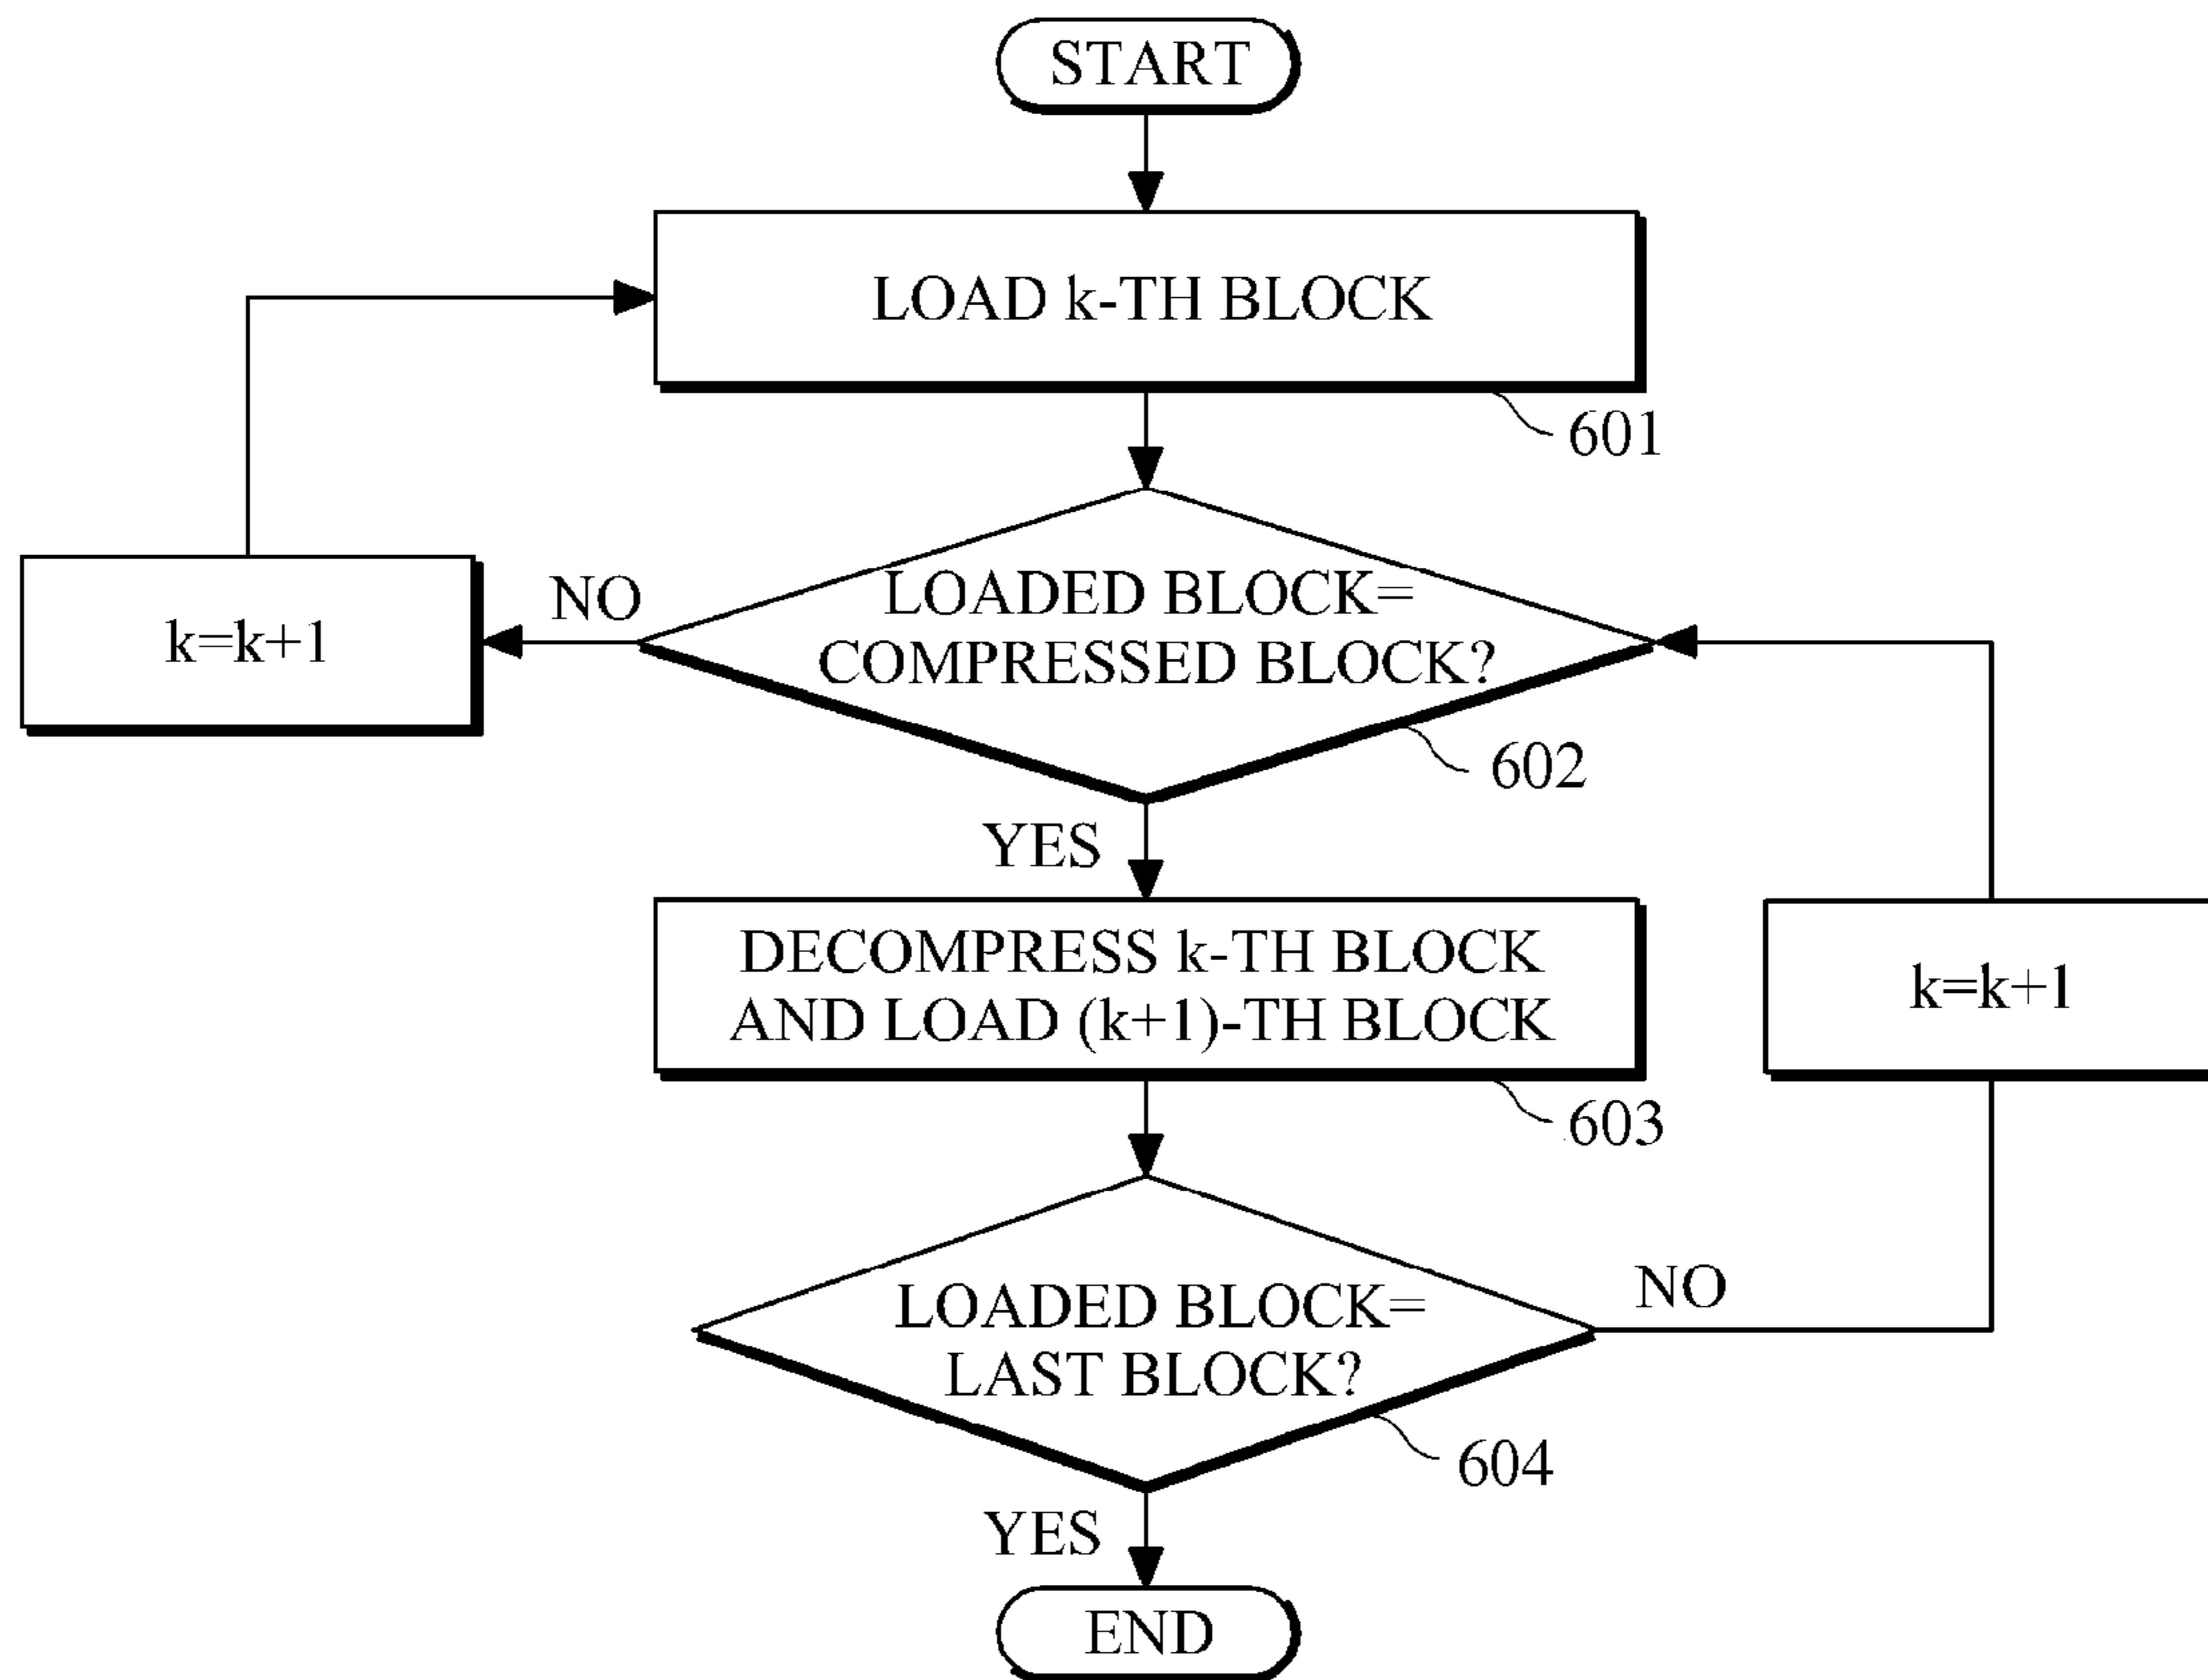 START
LOAD k-TH BLOCK
601
LOADED BLOCK=
COMPRESSED BLOCK?
NO
k=k+1
602
YES
DECOMPRESS k-TH BLOCK
AND LOAD (k+1)-TH BLOCK
k=k+1
603
LOADED BLOCK=
LAST BLOCK?
NO
604
YES
END